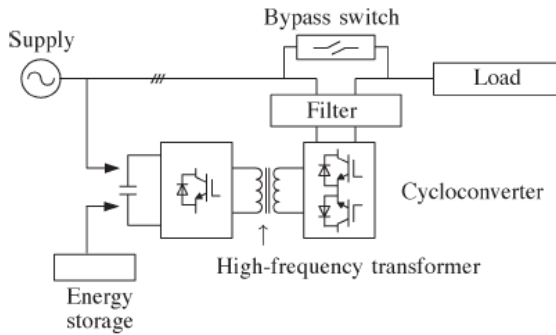 Bypass switch
Supply
Load
Filter
Cycloconverter
High-frequency transformer
Energy
storage